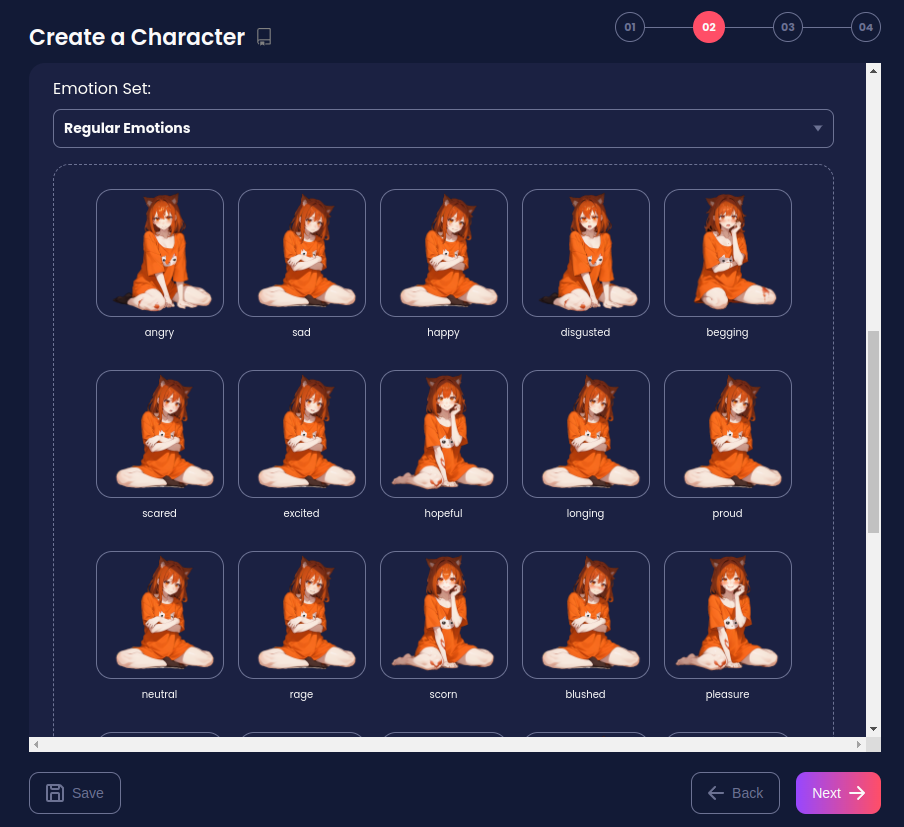 Create a Character
01
02
03
04
Emotion Set:
Regular Emotions
angry
sad
happy
disgusted
begging
scared
excited
hopeful
longing
proud
neutral
rage
scorn
blushed
pleasure
Save
Back
Next